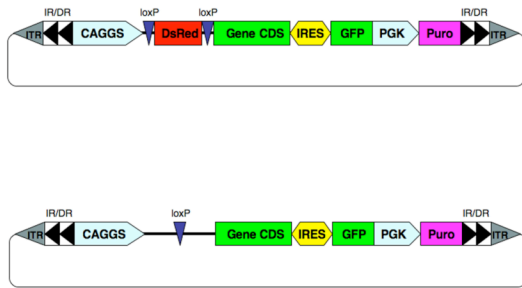 IR/DR loxP loxP IR/DR
ITR CAGGS DsRed Gene CDS IRES GFP PGK Puro ITR
IR/DR loxP IR/DR
ITR CAGGS Gene CDS IRES GFP PGK Puro ITR